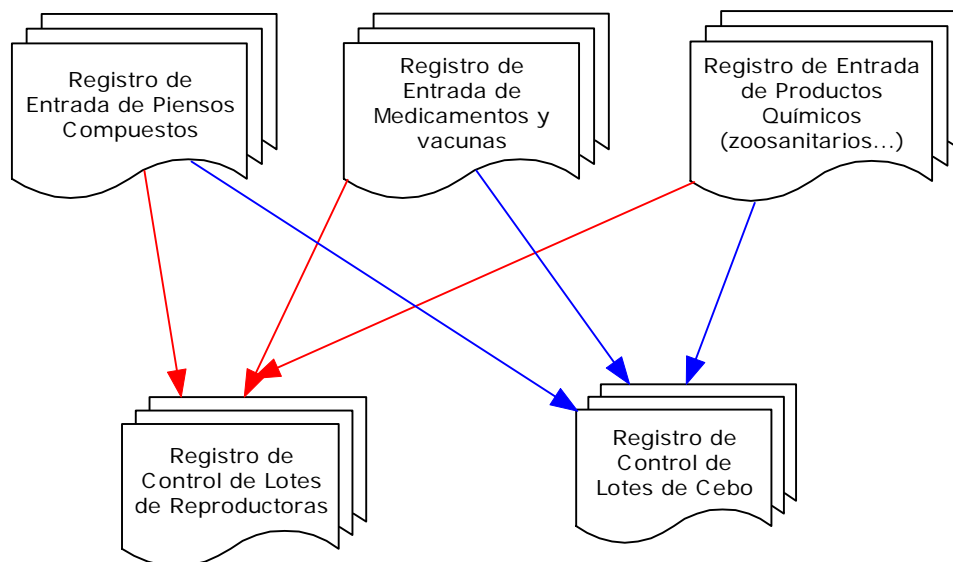 Registro de
Entrada de Piensos
Compuestos
Registro de
Entrada de
Medicamentos y
vacunas
Registro de Entrada
de Productos
Químicos
(zoosanitarios...)
Registro de
Control de Lotes
de Reproductoras
Registro de
Control de
Lotes de Cebo